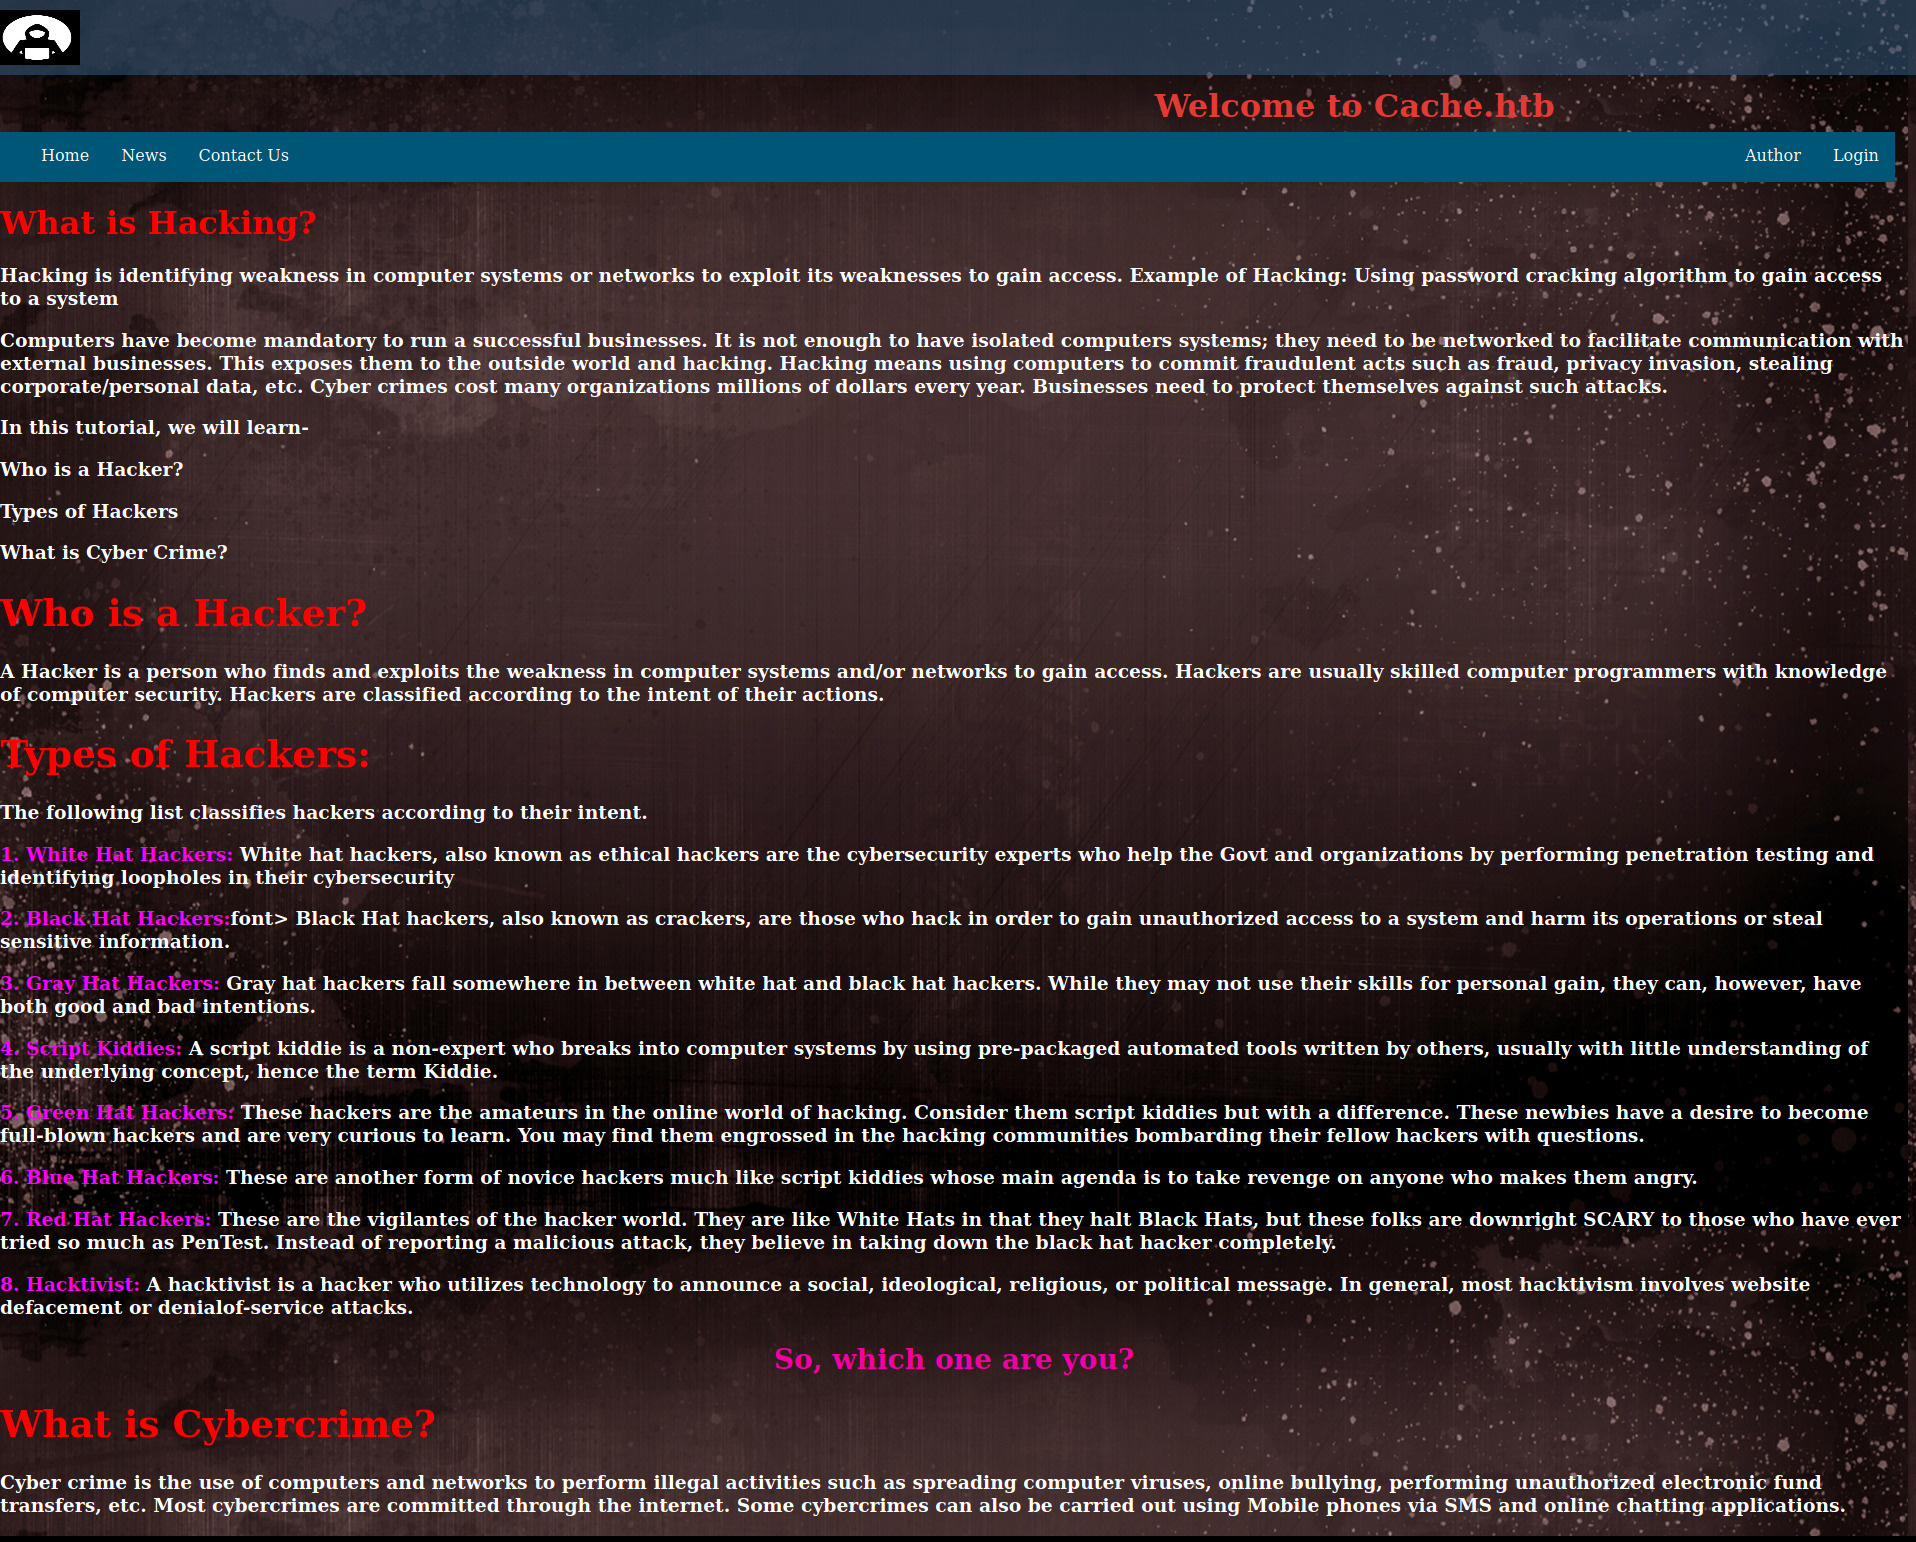 Welcome to Cache.htb
Home News Contact Us Author Login
What is Hacking?
Hacking is identifying weakness in computer systems or networks to exploit its weaknesses to gain access. Example of Hacking: Using password cracking algorithm to gain access
to a system
Computers have become mandatory to run a successful businesses. It is not enough to have isolated computers systems; they need to be networked to facilitate communication with
external businesses. This exposes them to the outside world and hacking. Hacking means using computers to commit fraudulent acts such as fraud, privacy invasion, stealing
corporate/personal data, etc. Cyber crimes cost many organizations millions of dollars every year. Businesses need to protect themselves against such attacks.
In this tutorial, we will learn-
Who is a Hacker?
Types of Hackers
What is Cyber Crime?
Who is a Hacker?
A Hacker is a person who finds and exploits the weakness in computer systems and/or networks to gain access. Hackers are usually skilled computer programmers with knowledge
of computer security. Hackers are classified according to the intent of their actions.
Types of Hackers:
The following list classifies hackers according to their intent.
1. White Hat Hackers: White hat hackers, also known as ethical hackers are the cybersecurity experts who help the Govt and organizations by performing penetration testing and
identifying loopholes in their cybersecurity
2. Black Hat Hackers:font> Black Hat hackers, also known as crackers, are those who hack in order to gain unauthorized access to a system and harm its operations or steal
sensitive information.
3. Gray Hat Hackers: Gray hat hackers fall somewhere in between white hat and black hat hackers. While they may not use their skills for personal gain, they can, however, have
both good and bad intentions.
4. Script Kiddies: A script kiddie is a non-expert who breaks into computer systems by using pre-packaged automated tools written by others, usually with little understanding of
the underlying concept, hence the term Kiddie.
5. Green Hat Hackers: These hackers are the amateurs in the online world of hacking. Consider them script kiddies but with a difference. These newbies have a desire to become
full-blown hackers and are very curious to learn. You may find them engrossed in the hacking communities bombarding their fellow hackers with questions.
6. Blue Hat Hackers: These are another form of novice hackers much like script kiddies whose main agenda is to take revenge on anyone who makes them angry.
7. Red Hat Hackers: These are the vigilantes of the hacker world. They are like White Hats in that they halt Black Hats, but these folks are downright SCARY to those who have ever
tried so much as PenTest. Instead of reporting a malicious attack, they believe in taking down the black hat hacker completely.
8. Hacktivist: A hacktivist is a hacker who utilizes technology to announce a social, ideological, religious, or political message. In general, most hacktivism involves website
defacement or denialof-service attacks.
So, which one are you?
What is Cybercrime?
Cyber crime is the use of computers and networks to perform illegal activities such as spreading computer viruses, online bullying, performing unauthorized electronic fund
transfers, etc. Most cybercrimes are committed through the internet. Some cybercrimes can also be carried out using Mobile phones via SMS and online chatting applications.